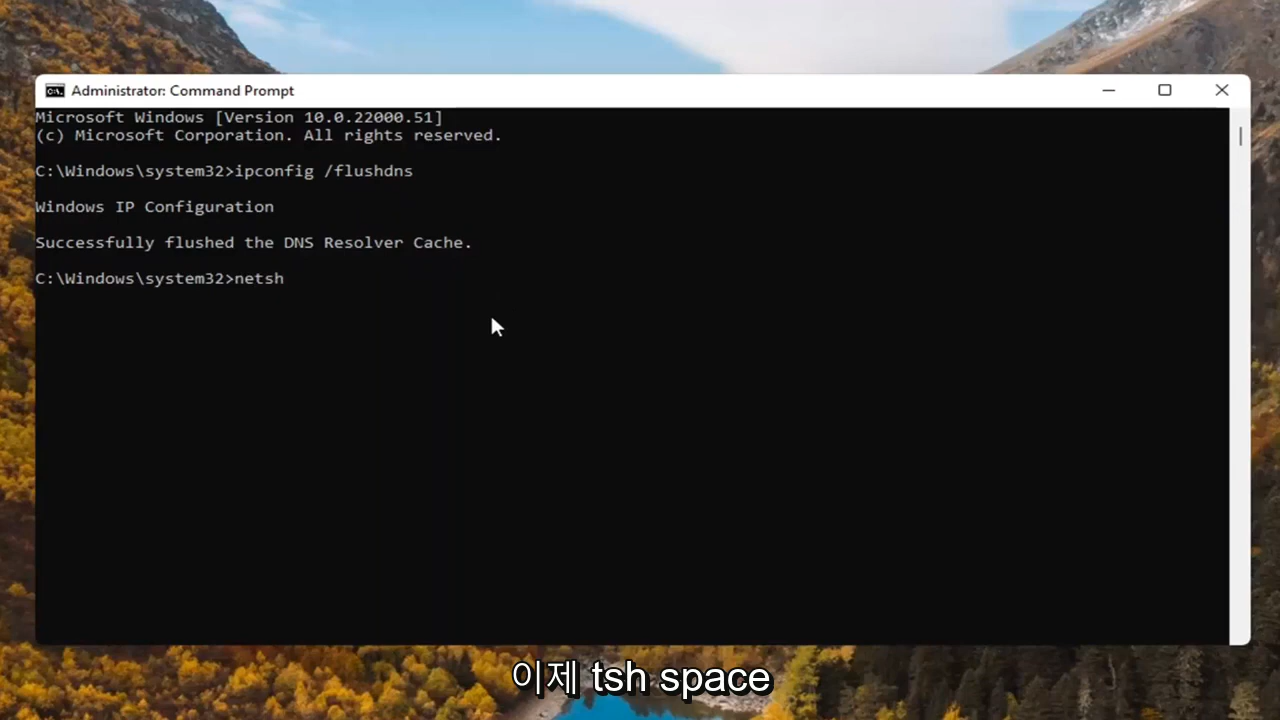 Administrator: Command Prompt
Microsoft Windows [Version 10.0.22000.51]
(c) Microsoft Corporation. All rights reserved.
C:\Windows\system32>ipconfig /flushdns
Windows IP Configuration
Successfully flushed the DNS Resolver Cache.
C:\Windows\system32>netsh
이제 tsh space